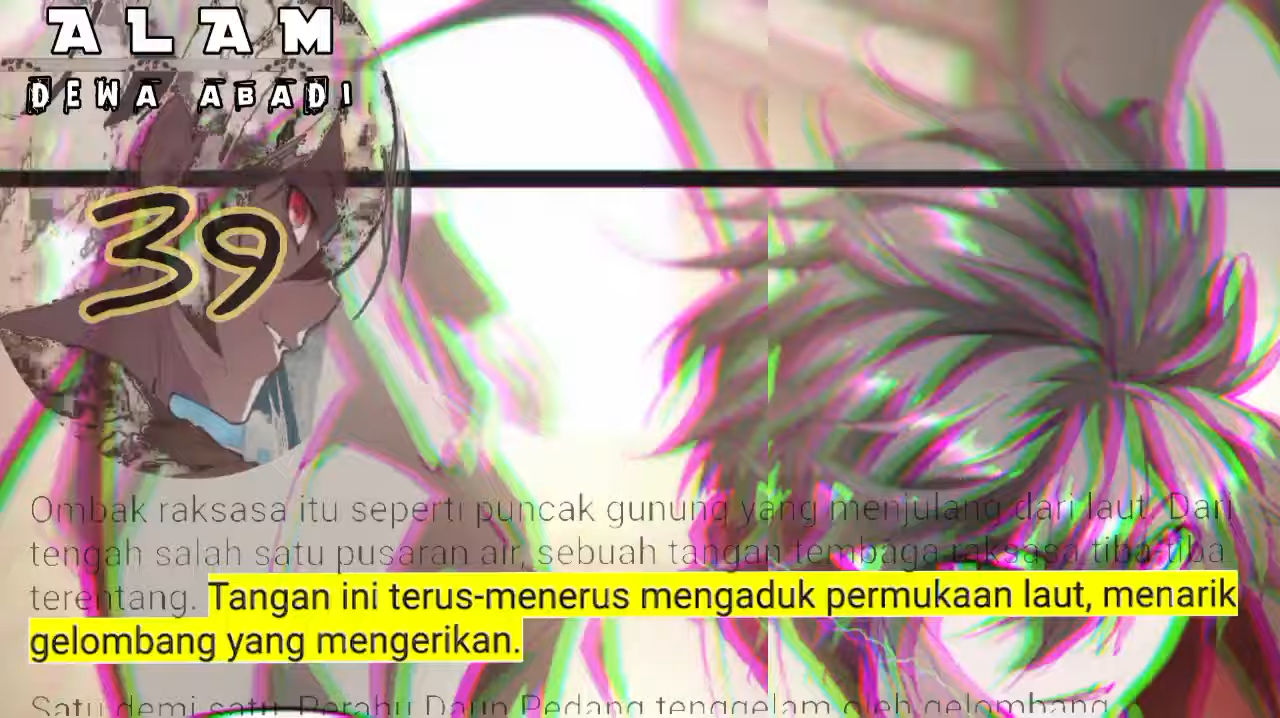 ALAM
DEWA ABADI
39
Ombak raksasa itu seperti puncak gunung yang menjulang dari laut. Dari
tengah salah satu pusaran air, sebuah tangan tembaga raksasa tiba-tiba
terentang. Tangan ini terus-menerus mengaduk permukaan laut, menarik
gelombang yang mengerikan.
Satu demi satu, Perahu Daun Pedang tenggelam oleh gelombang